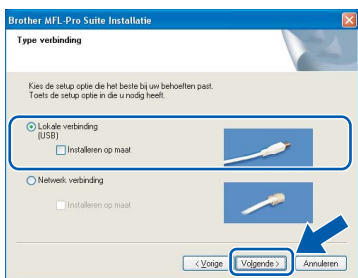 Brother MFL-Pro Suite Installatie
Type verbinding
Kies de setup optie die het beste bij uw behoeften past.
Toets de setup optie in die u nodig heeft.
Lokale verbinding
(USB)
Installeren op maat
Netwerk verbinding
Installeren op maat
< Vorige
Volgende >
Annuleren